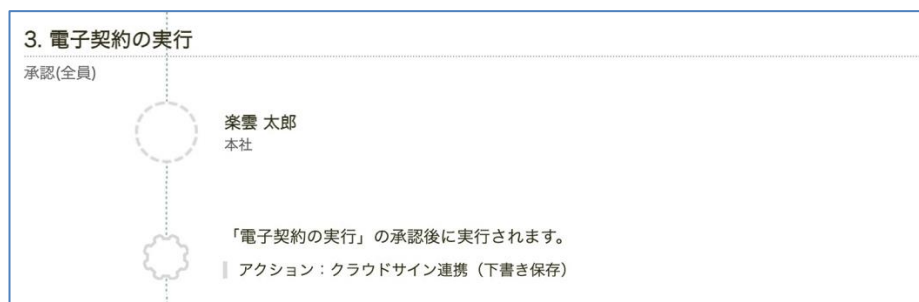 3. 電子契約の実行
承認(全員)
楽雲 太郎
本社
「電子契約の実行」の承認後に実行されます。
アクション：クラウドサイン連携（下書き保存）